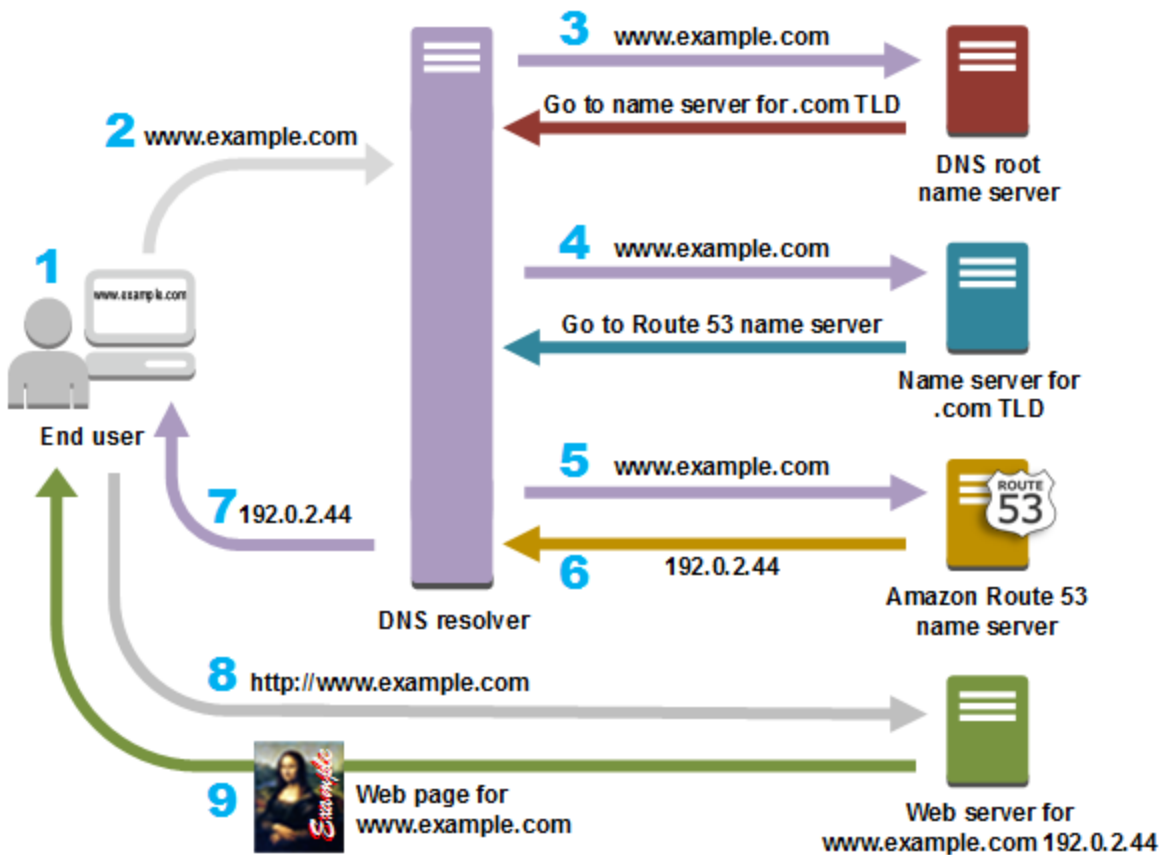 3 www.example.com
Go to name server for .com TLD
DNS root
name server
2 www.example.com
4 www.example.com
Go to Route 53 name server
Name server for
.com TLD
1
www.example.com
End user
5 www.example.com
ROUTE
53
6 192.0.2.44
Amazon Route 53
name server
7 192.0.2.44
DNS resolver
8 http://www.example.com
9
Example
Web page for
www.example.com
Web server for
www.example.com 192.0.2.44